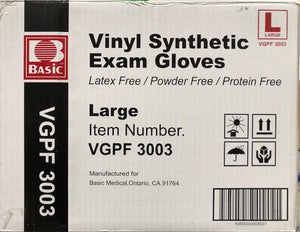 L
LARGE
VGPF 3003
B
BASIC
Vinyl Synthetic
Exam Gloves
Latex Free / Powder Free / Protein Free
Large
Item Number.
VGPF 3003
Manufactured for
Basic Medical,Ontario, CA 91764
VGPF 3003